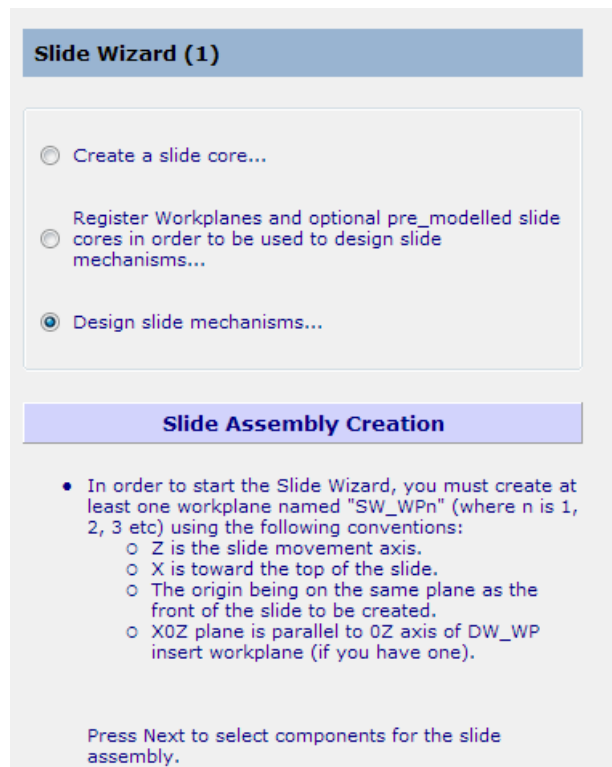 Slide Wizard (1)
Create a slide core...
Register Workplanes and optional pre_modelled slide
cores in order to be used to design slide
mechanisms...
Design slide mechanisms...
Slide Assembly Creation
• In order to start the Slide Wizard, you must create at
least one workplane named "SW_WPn" (where n is 1,
2, 3 etc) using the following conventions:
o Z is the slide movement axis.
o X is toward the top of the slide.
o The origin being on the same plane as the
front of the slide to be created.
o X0Z plane is parallel to 0Z axis of DW_WP
insert workplane (if you have one).
Press Next to select components for the slide
assembly.